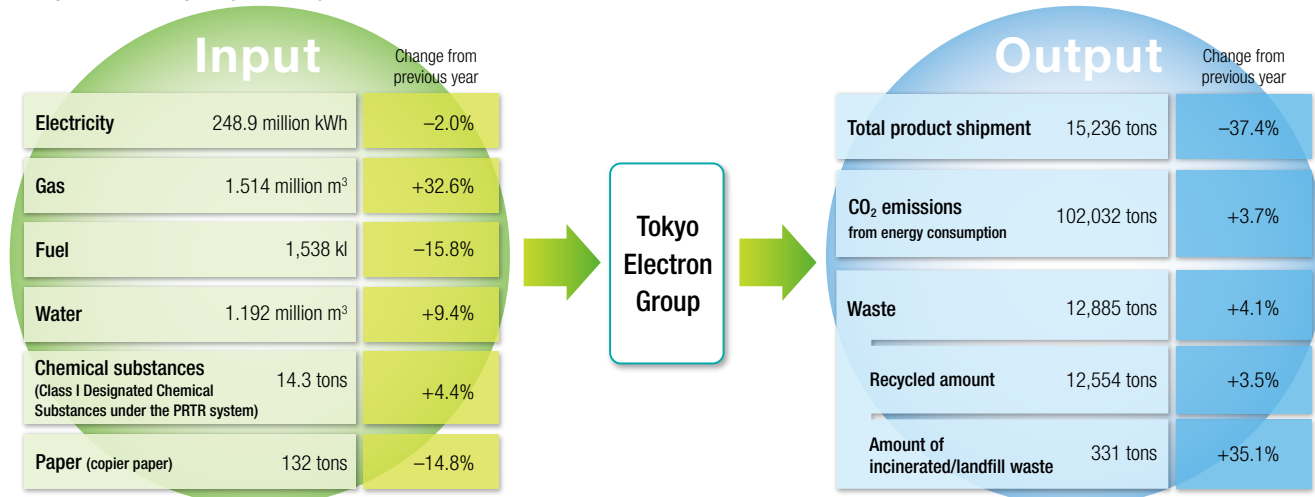 Input
Change from
previous year
Electricity 248.9 million kWh –2.0%
Gas 1.514 million m³ +32.6%
Fuel 1,538 kl –15.8%
Water 1.192 million m³ +9.4%
Chemical substances
(Class I Designated Chemical
Substances under the PRTR system)
14.3 tons +4.4%
Paper (copier paper) 132 tons –14.8%
Tokyo
Electron
Group
Output
Change from
previous year
Total product shipment 15,236 tons –37.4%
CO₂ emissions
from energy consumption
102,032 tons +3.7%
Waste 12,885 tons +4.1%
Recycled amount 12,554 tons +3.5%
Amount of
incinerated/landfill waste
331 tons +35.1%